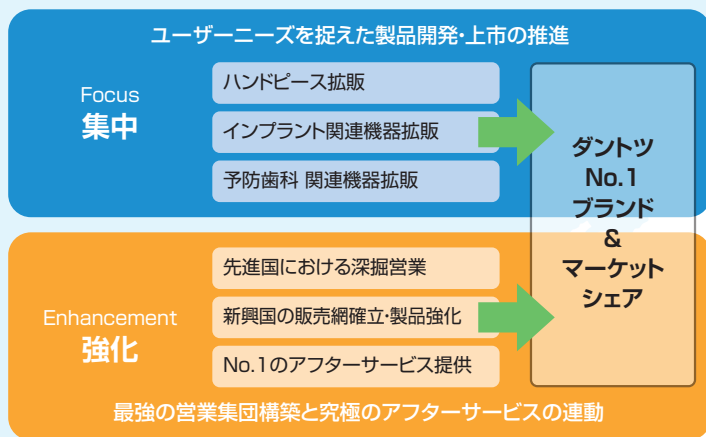 ユーザーニーズを捉えた製品開発・上市の推進
Focus
集中
ハンドピース拡販
インプラント関連機器拡販
予防歯科 関連機器拡販
Enhancement
強化
先進国における深掘営業
新興国の販売網確立・製品強化
No.1のアフターサービス提供
最強の営業集団構築と究極のアフターサービスの連動
ダントツ
No.1
ブランド
&
マーケット
シェア